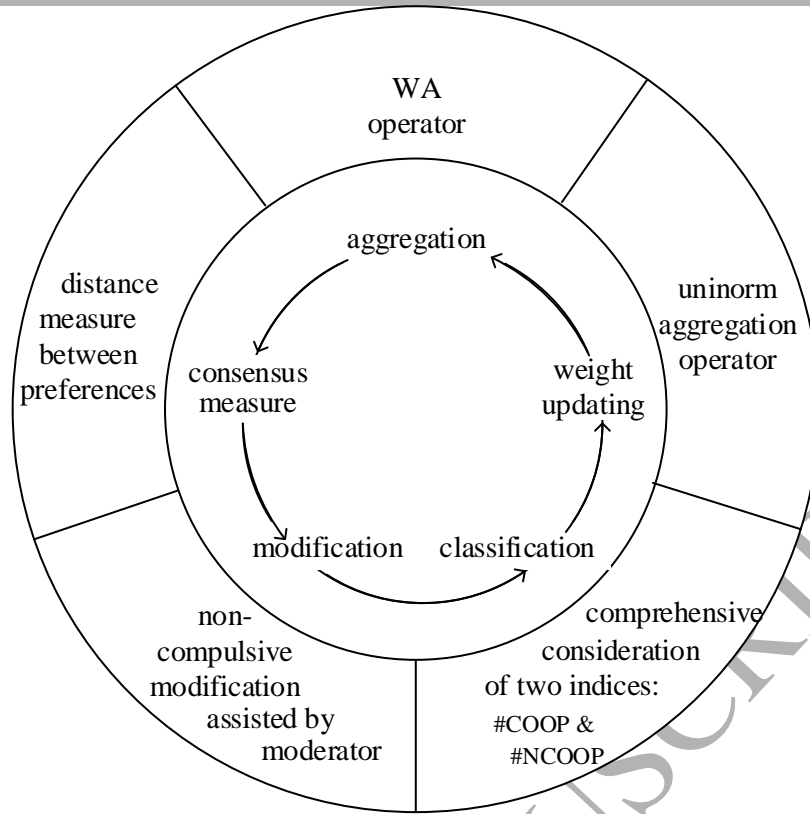 WA
operator
aggregation
distance
measure
between
preferences
uninorm
aggregation
operator
consensus
measure
weight
updating
modification
classification
non-
compulsive
modification
assisted by
moderator
comprehensive
consideration
of two indices:
#COOP &
#NCOOP